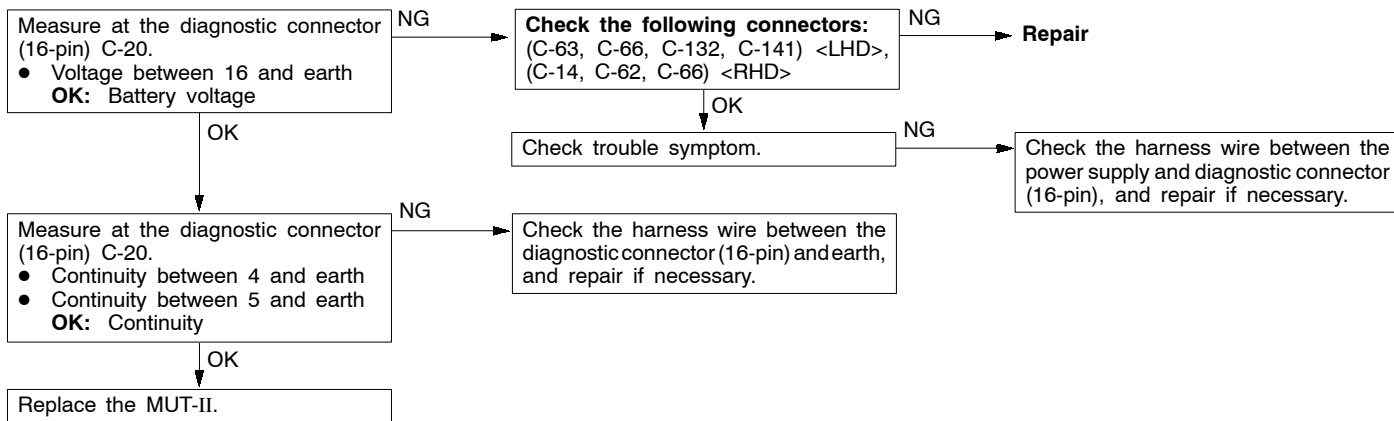 Measure at the diagnostic connector
(16-pin) C-20.
● Voltage between 16 and earth
OK: Battery voltage
NG
Check the following connectors:
(C-63, C-66, C-132, C-141) <LHD>,
(C-14, C-62, C-66) <RHD>
NG
Repair
OK
OK
Check trouble symptom.
NG
Check the harness wire between the
power supply and diagnostic connector
(16-pin), and repair if necessary.
Measure at the diagnostic connector
(16-pin) C-20.
● Continuity between 4 and earth
● Continuity between 5 and earth
OK: Continuity
NG
Check the harness wire between the
diagnostic connector (16-pin) and earth,
and repair if necessary.
OK
Replace the MUT-II.